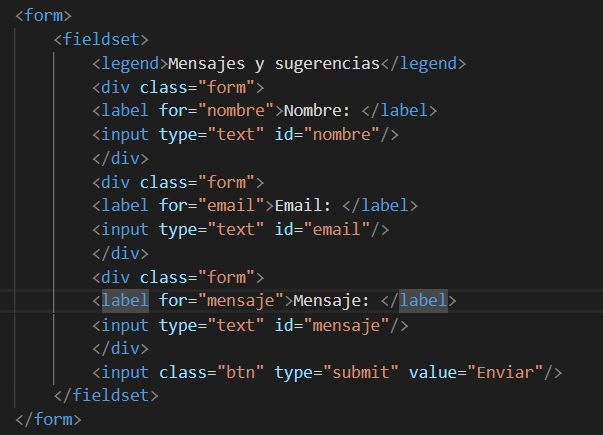 <form>
<fieldset>
<legend>Mensajes y sugerencias</legend>
<div class="form">
<label for="nombre">Nombre: </label>
<input type="text" id="nombre"/>
</div>
<div class="form">
<label for="email">Email: </label>
<input type="text" id="email"/>
</div>
<div class="form">
<label for="mensaje">Mensaje: </label>
<input type="text" id="mensaje"/>
</div>
<input class="btn" type="submit" value="Enviar"/>
</fieldset>
</form>